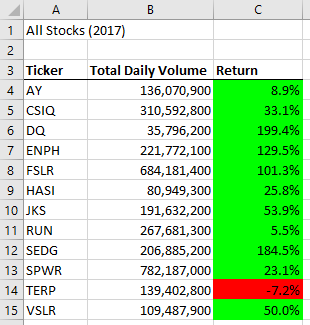 A B C
1 All Stocks (2017)
2
3 Ticker Total Daily Volume Return
4 AY 136,070,900 8.9%
5 CSIQ 310,592,800 33.1%
6 DQ 35,796,200 199.4%
7 ENPH 221,772,100 129.5%
8 FSLR 684,181,400 101.3%
9 HASI 80,949,300 25.8%
10 JKS 191,632,200 53.9%
11 RUN 267,681,300 5.5%
12 SEDG 206,885,200 184.5%
13 SPWR 782,187,000 23.1%
14 TERP 139,402,800 -7.2%
15 VSLR 109,487,900 50.0%